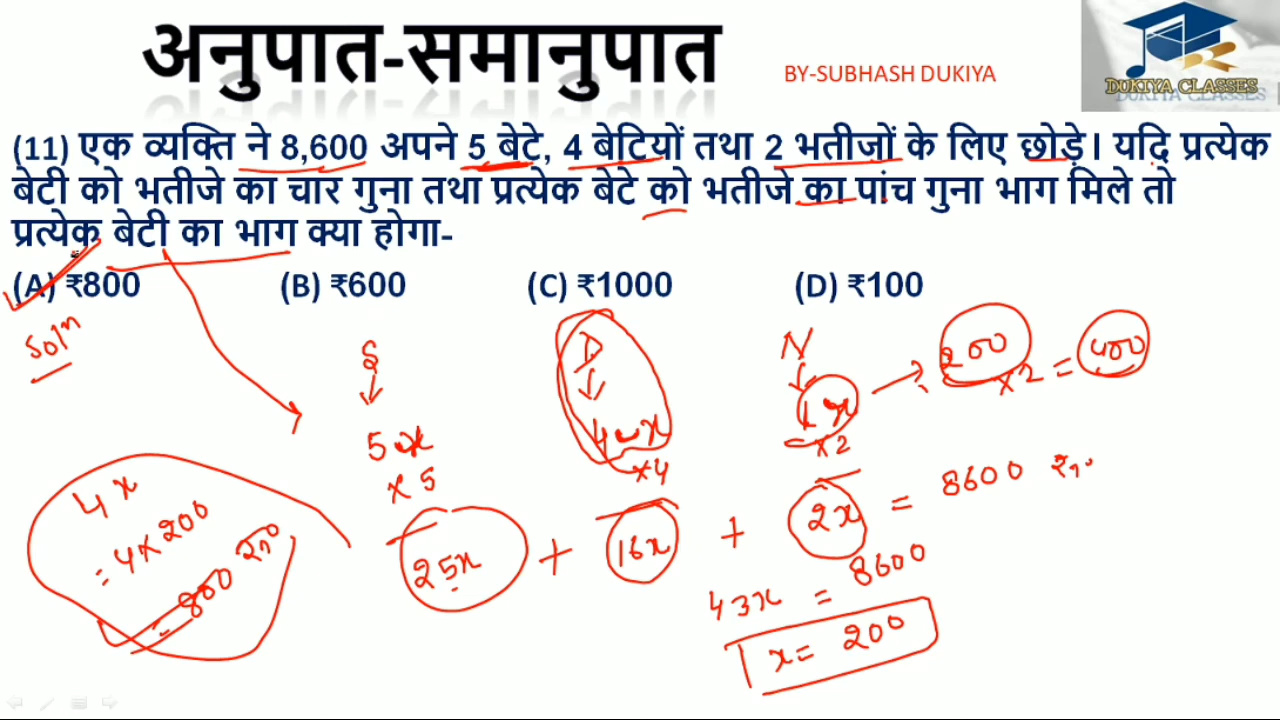 अनुपात-समानुपात
BY-SUBHASH DUKIYA
DUKIYA CLASSES
(11) एक व्यक्ति ने 8,600 अपने 5 बेटे, 4 बेटियों तथा 2 भतीजों के लिए छोड़े। यदि प्रत्येक
बेटी को भतीजे का चार गुना तथा प्रत्येक बेटे को भतीजे का पांच गुना भाग मिले तो
प्रत्येक बेटी का भाग क्या होगा-
(A) ₹800 (B) ₹600 (C) ₹1000 (D) ₹100
Soln
S D N 200 ×2 = 400
5x 4x 1x
×5 ×4 ×2
25x + 16x + 2x = 8600 रु०
43x = 8600
x = 200
4x
= 4×200
= 800 रु०